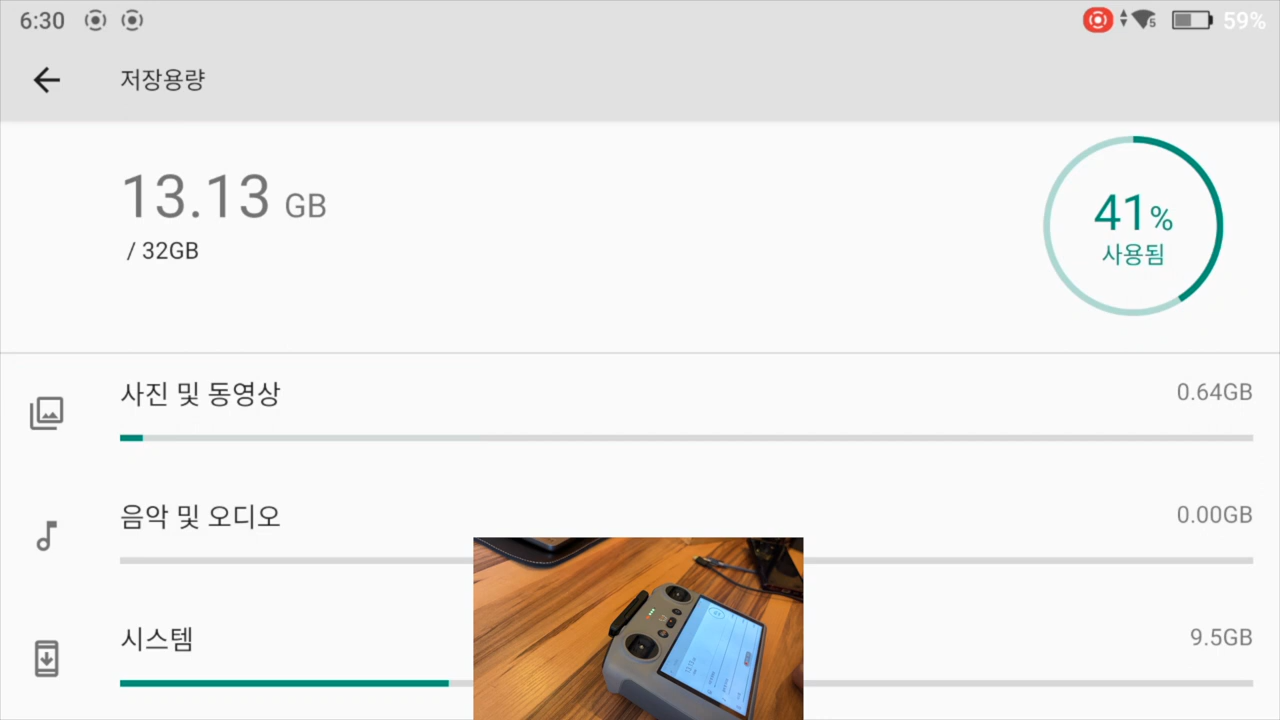 6:30
5
59%
저장용량
13.13 GB
/ 32GB
41%
사용됨
사진 및 동영상
0.64GB
음악 및 오디오
0.00GB
시스템
9.5GB